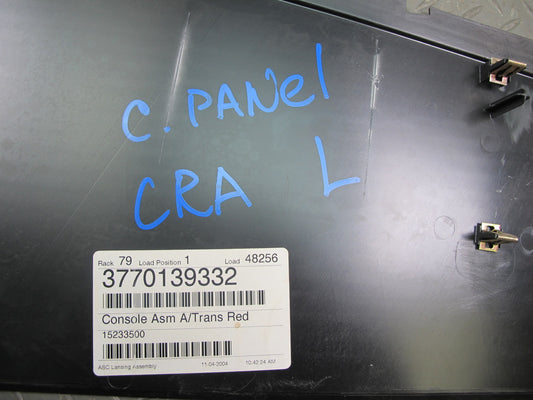 C. PANel
CRA L
Rack 79 Load Position 1 Load 48256
3770139332
Console Asm A/Trans Red
15233500
ASC Lansing Assembly 11-04-2004 10:42:24 AM